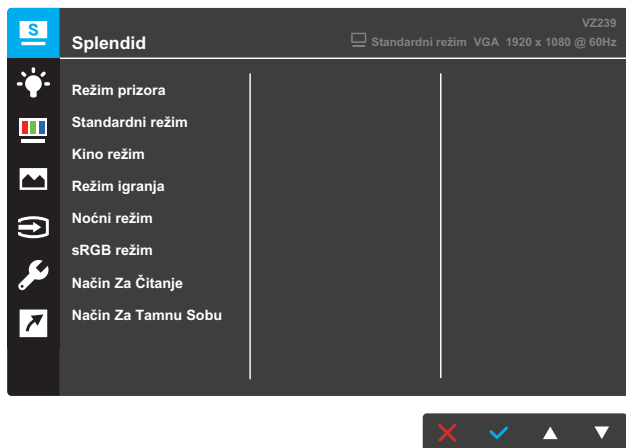 S
VZ239
Splendid
Standardni režim VGA 1920 x 1080 @ 60Hz
Režim prizora
Standardni režim
Kino režim
Režim igranja
Noćni režim
sRGB režim
Način Za Čitanje
Način Za Tamnu Sobu